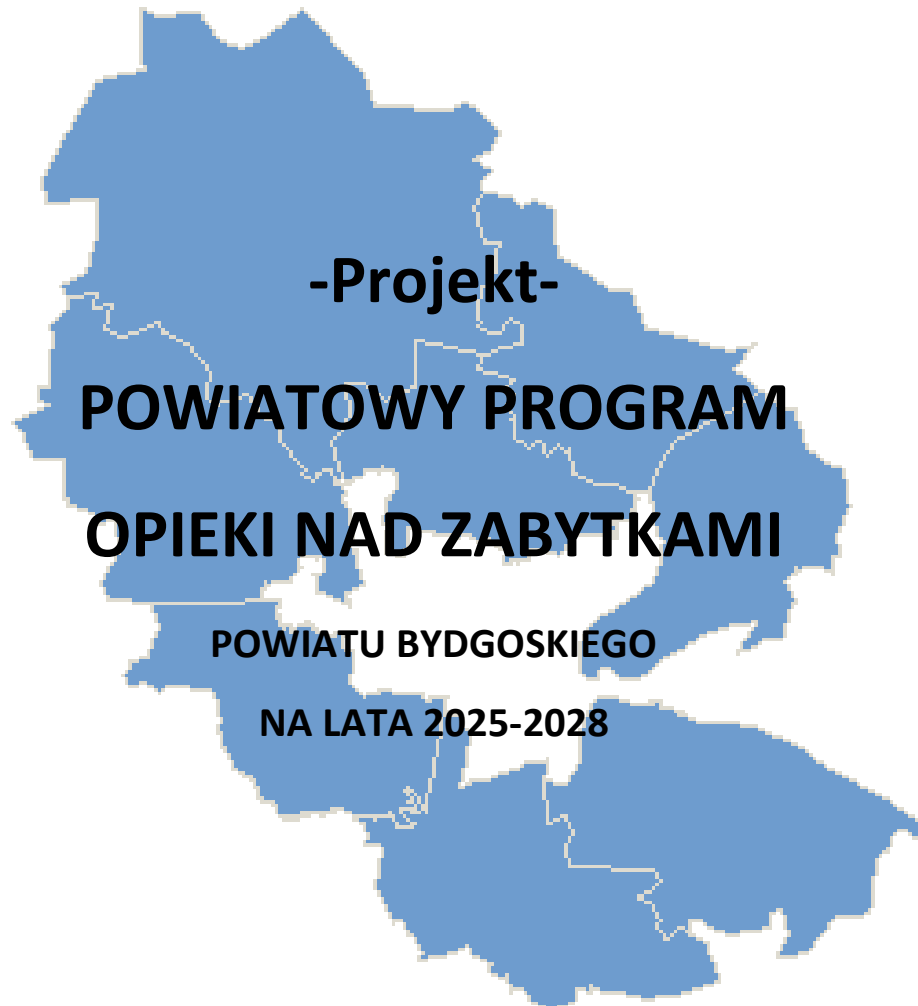 -Projekt-
POWIATOWY PROGRAM
OPIEKI NAD ZABYTKAMI
POWIATU BYDGOSKIEGO
NA LATA 2025-2028